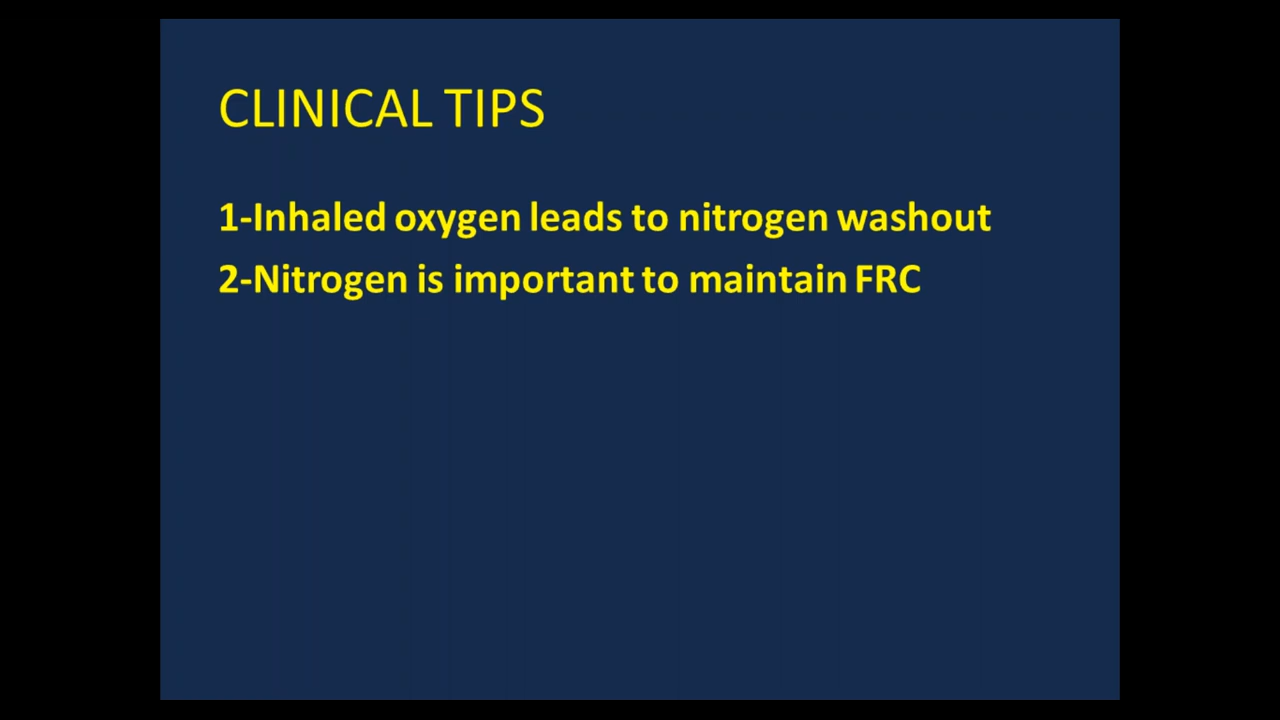 CLINICAL TIPS
1-Inhaled oxygen leads to nitrogen washout
2-Nitrogen is important to maintain FRC